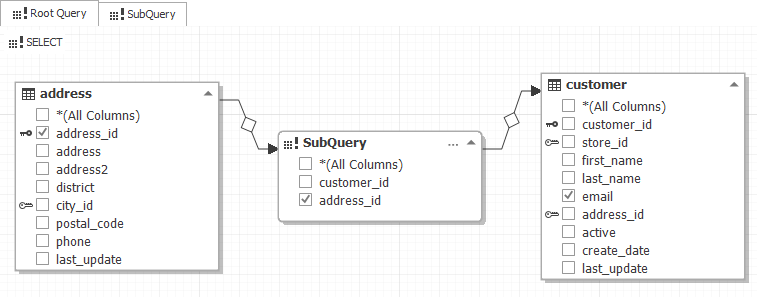 Root Query
SubQuery
SELECT
address
*(All Columns)
address_id
address
address2
district
city_id
postal_code
phone
last_update
SubQuery
...
*(All Columns)
customer_id
address_id
customer
*(All Columns)
customer_id
store_id
first_name
last_name
email
address_id
active
create_date
last_update